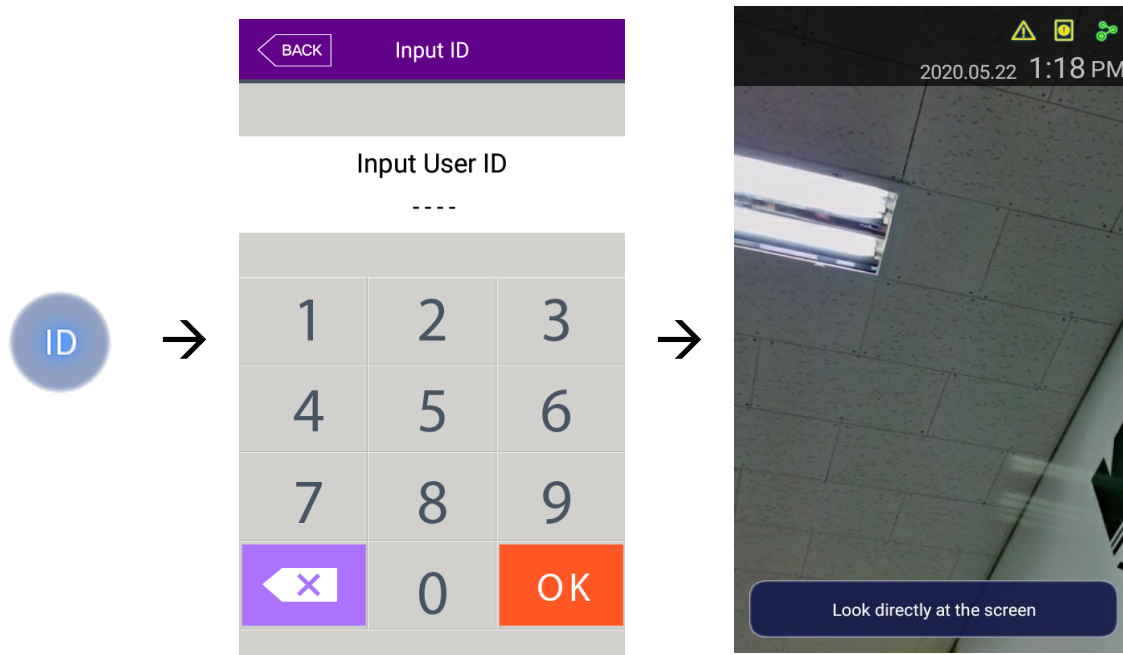 ID
BACK
Input ID
Input User ID
----
1 2 3
4 5 6
7 8 9
0 OK
2020.05.22 1:18 PM
Look directly at the screen